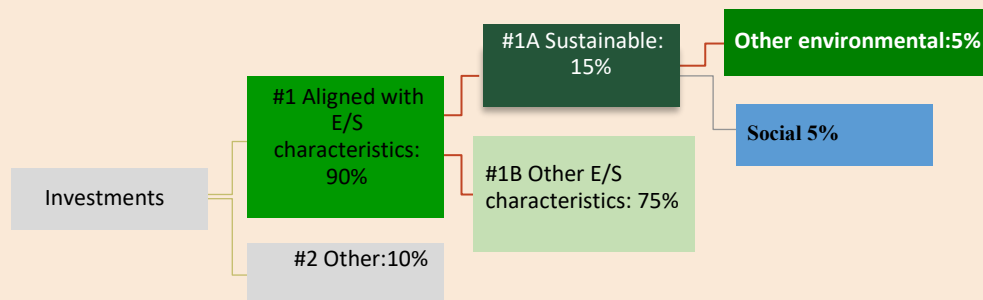 #1A Sustainable:
15%
Other environmental:5%
#1 Aligned with
E/S
characteristics:
90%
Social 5%
#1B Other E/S
characteristics: 75%
Investments
#2 Other:10%